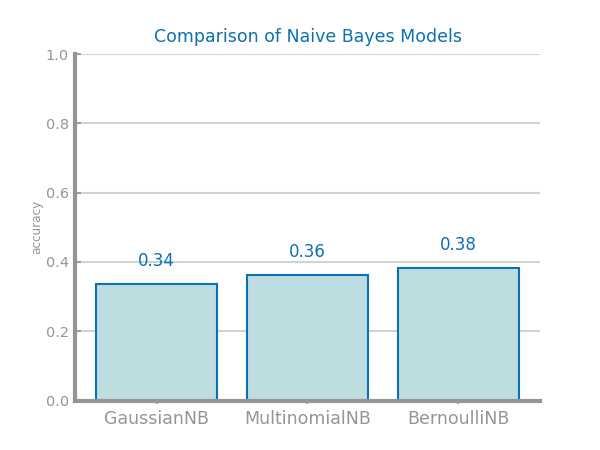 Comparison of Naive Bayes Models
1.0
0.8
0.6
0.4
0.2
0.0
accuracy
0.34
0.36
0.38
GaussianNB
MultinomialNB
BernoulliNB